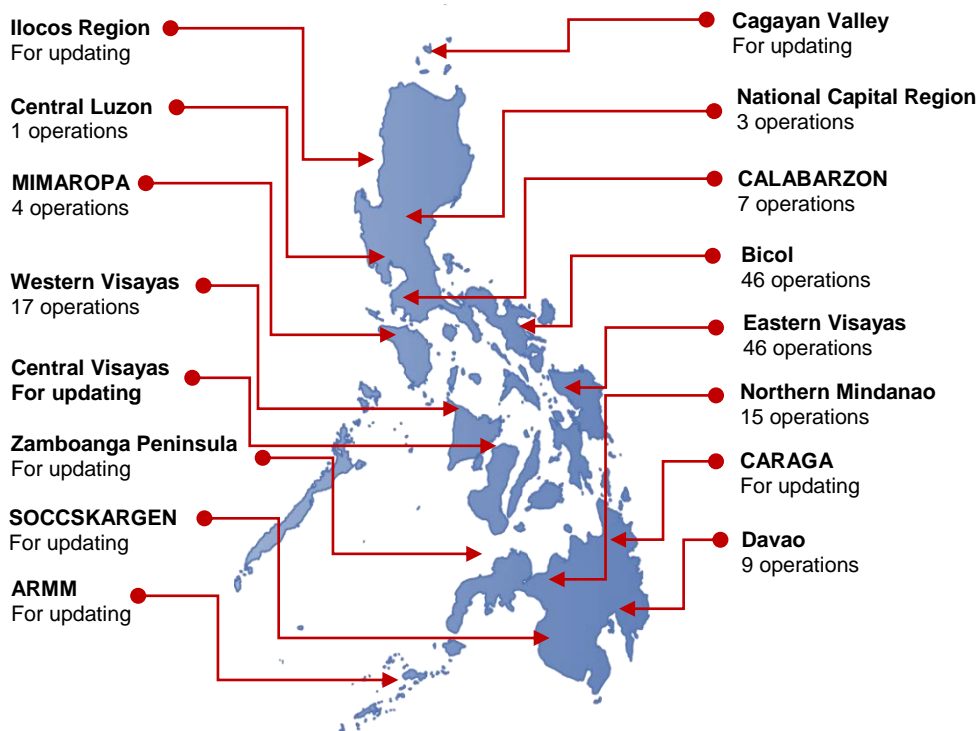 Ilocos Region
For updating
Central Luzon
1 operations
MIMAROPA
4 operations
Western Visayas
17 operations
Central Visayas
For updating
Zamboanga Peninsula
For updating
SOCCSKARGEN
For updating
ARMM
For updating
Cagayan Valley
For updating
National Capital Region
3 operations
CALABARZON
7 operations
Bicol
46 operations
Eastern Visayas
46 operations
Northern Mindanao
15 operations
CARAGA
For updating
Davao
9 operations